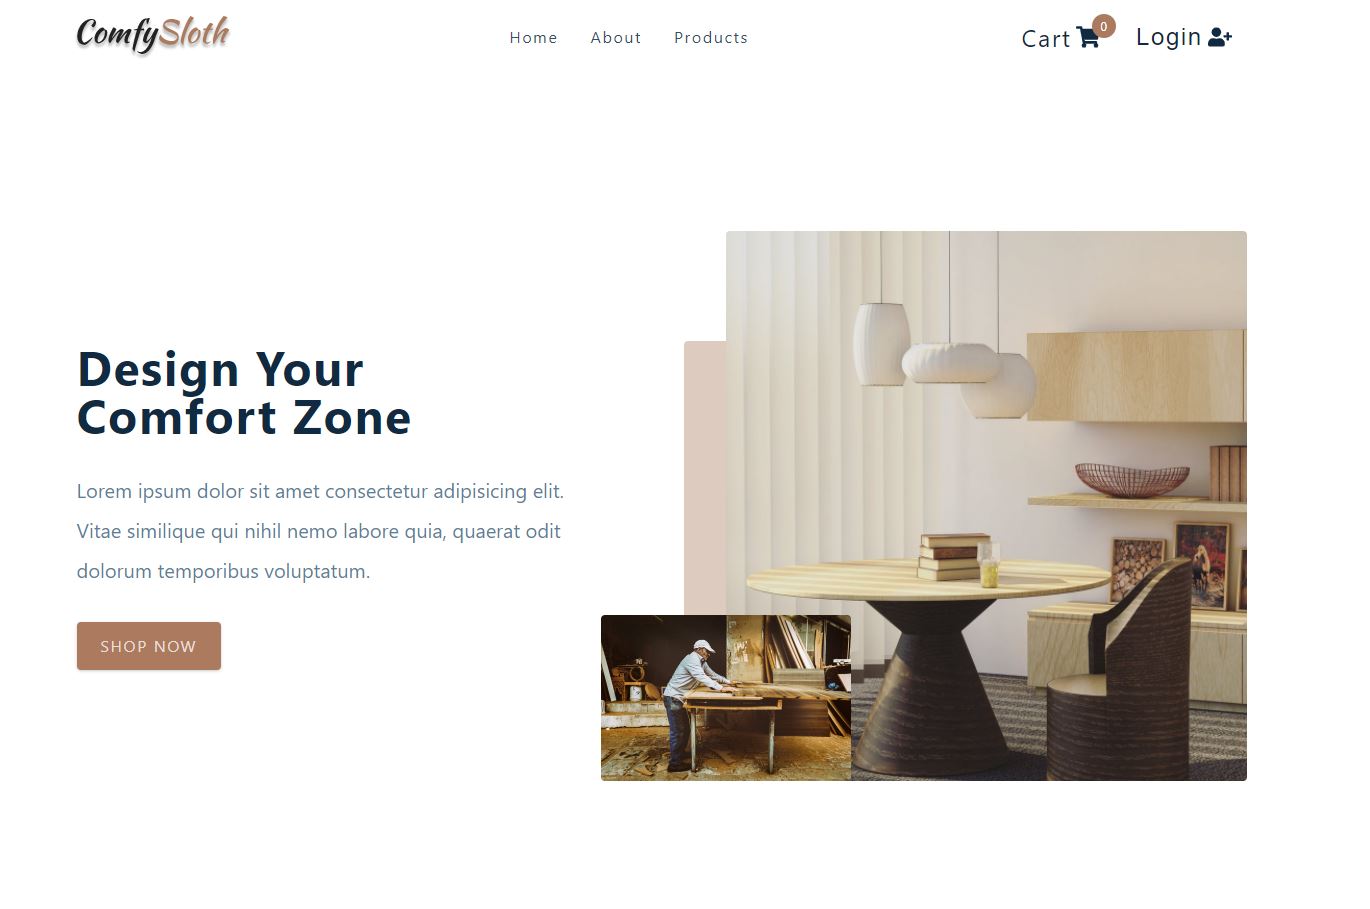 ComfySloth
Home About Products
Cart 0 Login
Design Your
Comfort Zone
Lorem ipsum dolor sit amet consectetur adipisicing elit.
Vitae similique qui nihil nemo labore quia, quaerat odit
dolorum temporibus voluptatum.
SHOP NOW